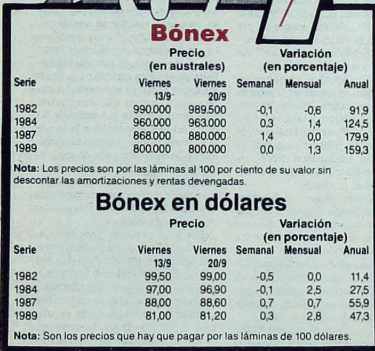 Bónex
Precio Variación
(en australes) (en porcentaje)
Serie Viernes Viernes Semanal Mensual Anual
13/9 20/9
1982 990.000 989.500 -0,1 -0,6 91,9
1984 960.000 963.000 0,3 1,4 124,5
1987 868.000 880.000 1,4 0,0 179,9
1989 800.000 800.000 0,0 1,3 159,3
Nota: Los precios son por las láminas al 100 por ciento de su valor sin
descontar las amortizaciones y rentas devengadas.
Bónex en dólares
Precio Variación
(en porcentaje)
Serie Viernes Viernes Semanal Mensual Anual
13/9 20/9
1982 99,50 99,00 -0,5 0,0 11,4
1984 97,00 96,90 -0,1 2,5 27,5
1987 88,00 88,60 0,7 0,7 55,9
1989 81,00 81,20 0,3 2,8 47,3
Nota: Son los precios que hay que pagar por las láminas de 100 dólares.